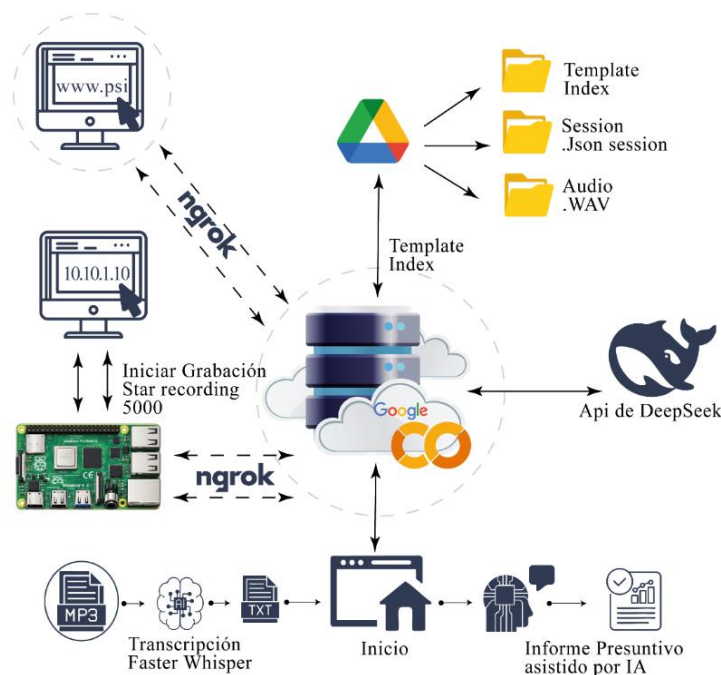 www.psi
ngrok
10.10.1.10
Iniciar Grabación
Star recording
5000
ngrok
Template
Index
Session
.Json session
Audio
.WAV
Template
Index
Google
Api de DeepSeek
MP3
AI
Transcripción
Faster Whisper
TXT
Inicio
Informe Presuntivo
asistido por IA